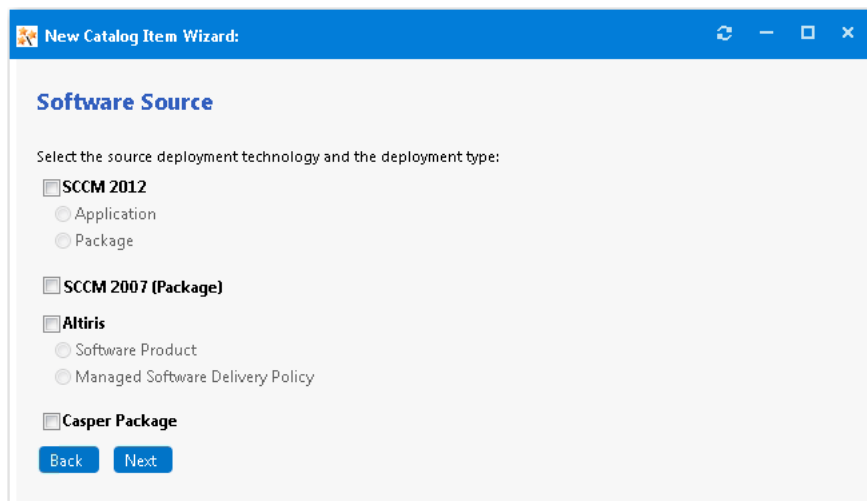 New Catalog Item Wizard:
Software Source
Select the source deployment technology and the deployment type:
SCCM 2012
Application
Package
SCCM 2007 (Package)
Altiris
Software Product
Managed Software Delivery Policy
Casper Package
Back Next